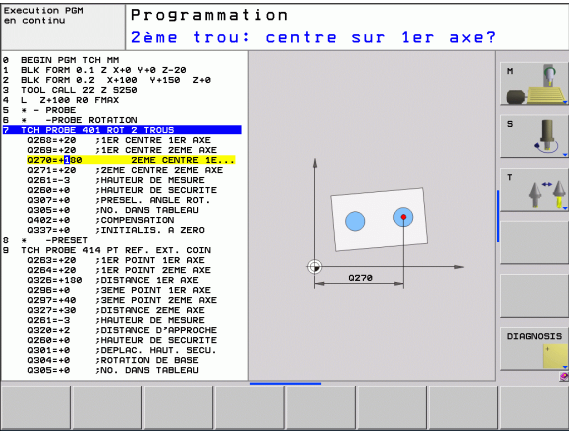 Execution PGM
en continu
Programmation
2ème trou: centre sur 1er axe?
0 BEGIN PGM TCH MM
1 BLK FORM 0.1 Z X+0 Y+0 Z-20
2 BLK FORM 0.2 X+100 Y+150 Z+0
3 TOOL CALL 22 Z S250
4 L Z+100 R0 FMAX
5 * - PROBE
6 * -PROBE ROTATION
7 TCH PROBE 401 ROT 2 TROUS
Q268=+20 ;1ER CENTRE 1ER AXE
Q269=+20 ;1ER CENTRE 2EME AXE
Q270=+180 2EME CENTRE 1E...
Q271=+20 ;2EME CENTRE 2EME AXE
Q261=-3 ;HAUTEUR DE MESURE
Q260=+0 ;HAUTEUR DE SECURITE
Q307=+0 ;PRESEL. ANGLE ROT.
Q305=+0 ;NO. DANS TABLEAU
Q402=+0 ;COMPENSATION
Q337=+0 ;INITIALIS. A ZERO
8 * -PRESET
9 TCH PROBE 414 PT REF. EXT. COIN
Q263=+20 ;1ER POINT 1ER AXE
Q264=+20 ;1ER POINT 2EME AXE
Q326=+180 ;DISTANCE 1ER AXE
Q296=+0 ;3EME POINT 1ER AXE
Q297=+40 ;3EME POINT 2EME AXE
Q327=+30 ;DISTANCE 2EME AXE
Q261=-3 ;HAUTEUR DE MESURE
Q320=+2 ;DISTANCE D'APPROCHE
Q260=+0 ;HAUTEUR DE SECURITE
Q301=+0 ;DEPLAC. HAUT. SECU.
Q304=+0 ;ROTATION DE BASE
Q305=+0 ;NO. DANS TABLEAU
Q270
M
S
T
DIAGNOSIS